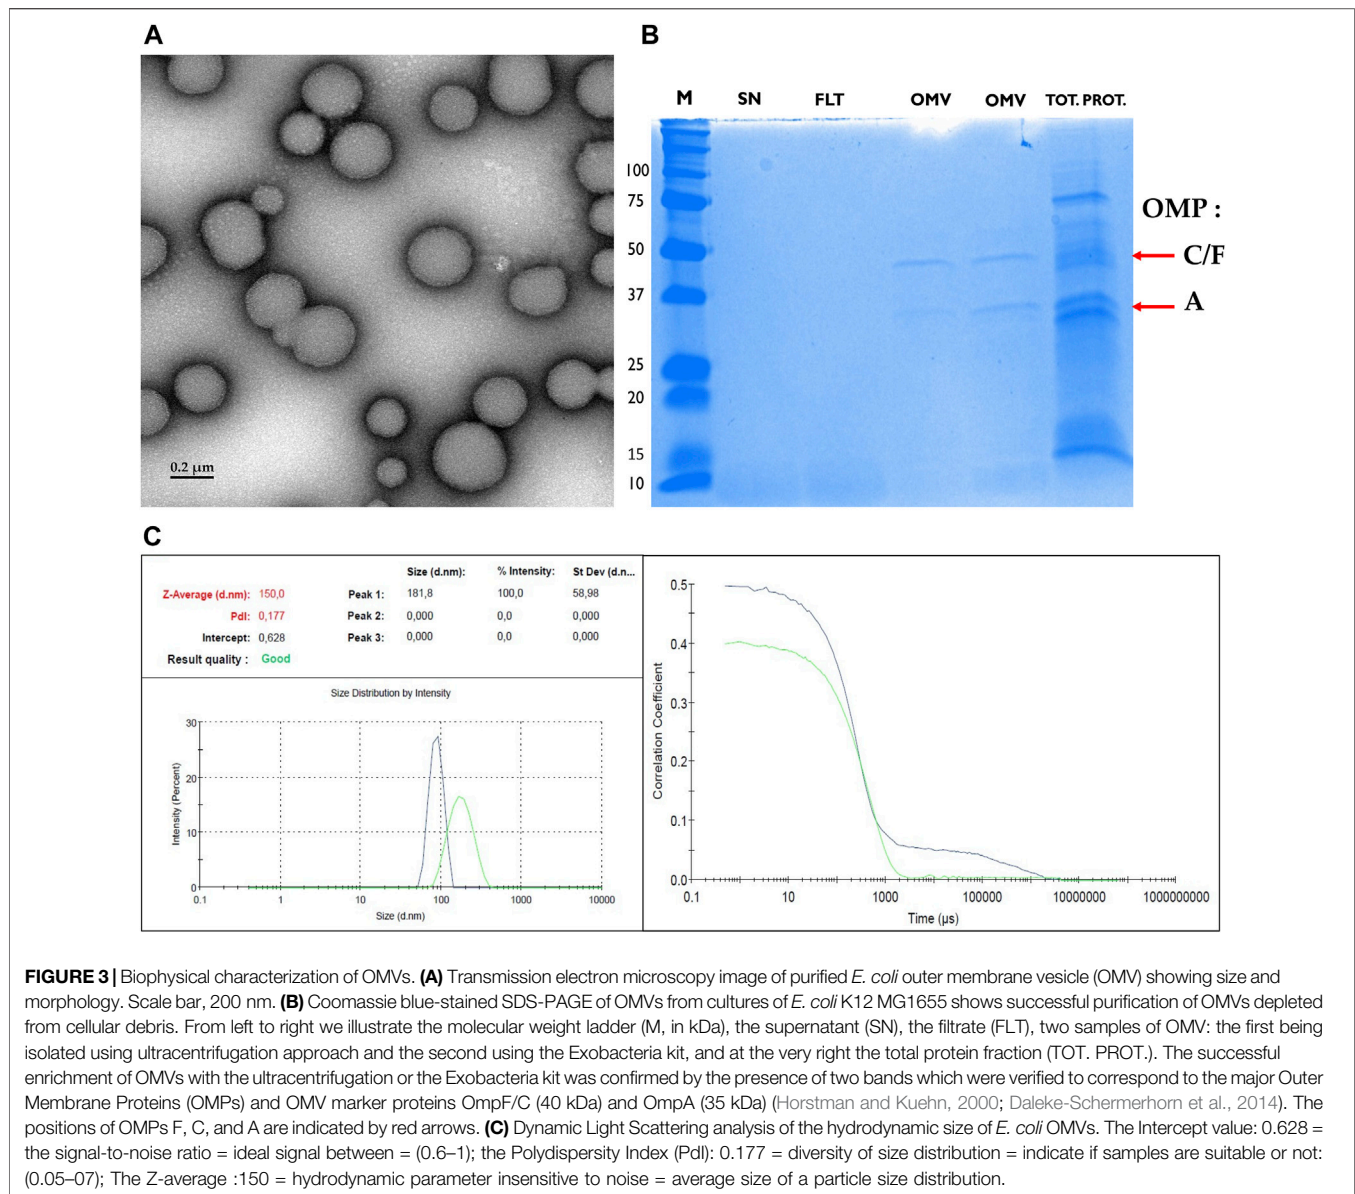 A
B
0.2 µm
M SN FLT OMV OMV TOT. PROT.
100
75
50
37
25
20
15
10
OMP :
C/F
A
C
Size (d.nm): % Intensity: St Dev (d.n...
Z-Average (d.nm): 150,0 Peak 1: 181,8 100,0 58,98
PdI: 0,177 Peak 2: 0,000 0,0 0,000
Intercept: 0,628 Peak 3: 0,000 0,0 0,000
Result quality : Good
Size Distribution by Intensity
Intensity (Percent)
30
20
10
0
0.1 1 10 100 1000 10000
Size (d.nm)
Correlation Coefficient
0.5
0.4
0.3
0.2
0.1
0.0
0.1 10 1000 100000 10000000 1000000000
Time (µs)
FIGURE 3 | Biophysical characterization of OMVs. (A) Transmission electron microscopy image of purified E. coli outer membrane vesicle (OMV) showing size and
morphology. Scale bar, 200 nm. (B) Coomassie blue-stained SDS-PAGE of OMVs from cultures of E. coli K12 MG1655 shows successful purification of OMVs depleted
from cellular debris. From left to right we illustrate the molecular weight ladder (M, in kDa), the supernatant (SN), the filtrate (FLT), two samples of OMV: the first being
isolated using ultracentrifugation approach and the second using the Exobacteria kit, and at the very right the total protein fraction (TOT. PROT.). The successful
enrichment of OMVs with the ultracentrifugation or the Exobacteria kit was confirmed by the presence of two bands which were verified to correspond to the major Outer
Membrane Proteins (OMPs) and OMV marker proteins OmpF/C (40 kDa) and OmpA (35 kDa) (Horstman and Kuehn, 2000; Daleke-Schermerhorn et al., 2014). The
positions of OMPs F, C, and A are indicated by red arrows. (C) Dynamic Light Scattering analysis of the hydrodynamic size of E. coli OMVs. The Intercept value: 0.628 =
the signal-to-noise ratio = ideal signal between = (0.6–1); the Polydispersity Index (PdI): 0.177 = diversity of size distribution = indicate if samples are suitable or not:
(0.05–07); The Z-average :150 = hydrodynamic parameter insensitive to noise = average size of a particle size distribution.